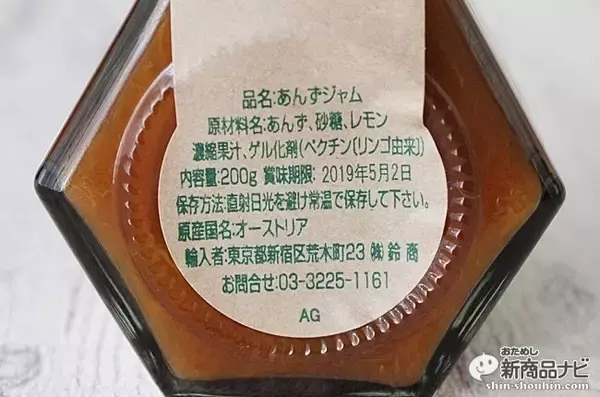 品名:あんずジャム
原材料名:あんず、砂糖、レモン
濃縮果汁、ゲル化剤(ペクチン(リンゴ由来))
内容量:200g 賞味期限: 2019年5月2日
保存方法:直射日光を避け常温で保存して下さい。
原産国名:オーストリア
輸入者:東京都新宿区荒木町23 ㈱ 鈴 商
お問合せ:03-3225-1161
AG
おためし
新商品ナビ
shin-shouhin.com